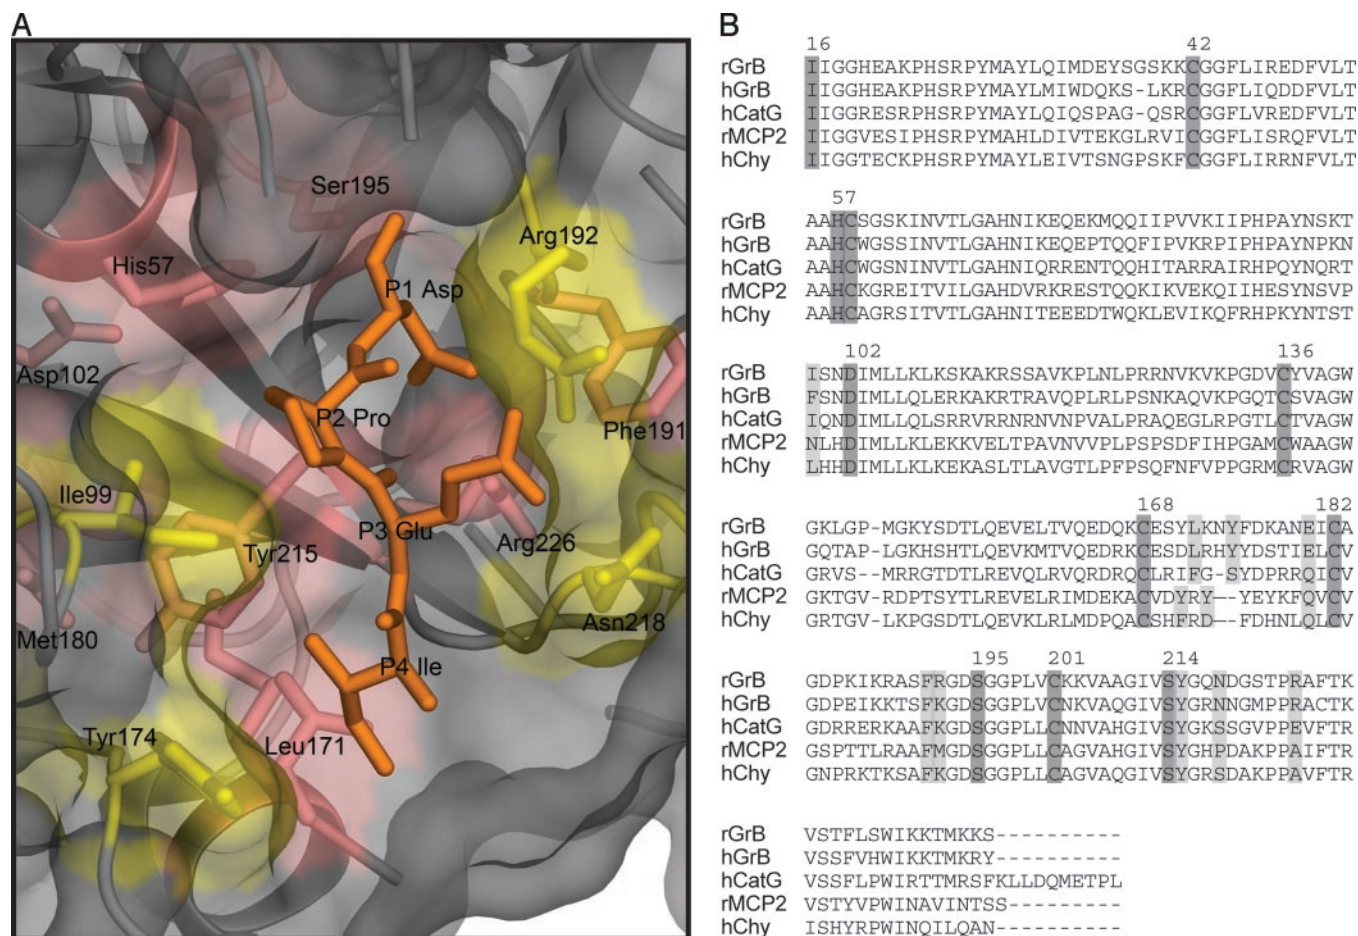 A
Ser195
Arg192
His57
P1 Asp
Asp102
P2 Pro
Phe191
Ile99
P3 Glu
Tyr215
Arg226
Asn218
Met180
P4 Ile
Tyr174
Leu171
B
16 42
rGrB IIGGHEAKPHSRPYMAYLQIMDEYSGSKKCGGFLIREDFVLT
hGrB IIGGHEAKPHSRPYMAYLMIWDQKS-LKRCGGFLIQDDFVLT
hCatG IIGGRESRPHSRPYMAYLQIQSPAG-QSRCGGFLVREDFVLT
rMCP2 IIGGVESIPHSRPYMAHLDIVTEKGLRVICGGFLISRQFVLT
hChy IIGGTECKPHSRPYMAYLEIVTSNGPSKFCGGFLIRRNFVLT
57
rGrB AAHCSGSKINVTLGAHNIKEQEKMQQIIPVVKIIPHPAYNSKT
hGrB AAHCWGSSINVTLGAHNIKEQEPTQQFIPVKRPIPHPAYNPKN
hCatG AAHCWGSNINVTLGAHNIQRRENTQQHITARRAIRHPQYNQRT
rMCP2 AAHCKGREITVILGAHDVRKRESTQQKIKVEKQIIHESYNSVP
hChy AAHCAGRSITVTLGAHNITEEEDTWQKLEVIKQFRHPKYNTST
102 136
rGrB ISNDIMLLKLKSKAKRSSAVKPLNLPRRNVKVKPGDVCYVAGW
hGrB FSNDIMLLQLERKAKRTRAVQPLRLPSNKAQVKPGQTCSVAGW
hCatG IQNDIMLLQLSRRVRRNRNVNPVALPRAQEGLRPGTLCTVAGW
rMCP2 NLHDIMLLKLEKKVELTPAVNVVPLPSPSDFIHPGAMCWAAGW
hChy LHHDIMLLKLKEKASLTLAVGTLPFPSQFNFVPPGRMCRVAGW
168 182
rGrB GKLGP-MGKYSDTLQEVELTVQEDQKCESYLKNYFDKANEICA
hGrB GQTAP-LGKHSHTLQEVKMTVQEDRKCESDLRHYYDSTIELCV
hCatG GRVS--MRRGTDTLREVQLRVQRDRQCLRIFG-SYDPRRQICV
rMCP2 GKTGV-RDPTSYTLREVELRIMDEKACVDYRY--YEYKFQVCV
hChy GRTGV-LKPGSDTLQEVKLRLMDPQACSHFRD--FDHNLQLCV
195 201 214
rGrB GDPKIKRASFRGDSGGPLVCKKVAAGIVSYGQNDGSTPRAFTK
hGrB GDPEIKKTSFKGDSGGPLVCNKVAQGIVSYGRNNGMPPRACTK
hCatG GDRRERKAAFKGDSGGPLLCNNVAHGIVSYGKSSGVPPEVFTR
rMCP2 GSPTTLRAAFMGDSGGPLLCAGVAHGIVSYGHPDAKPPAIFTR
hChy GNPRKTKSAFKGDSGGPLLCAGVAQGIVSYGRSDAKPPAVFTR
rGrB VSTFLSWIKKTMKKS----------
hGrB VSSFVHWIKKTMKRY----------
hCatG VSSFLPWIRTTMRSFKLLDQMETPL
rMCP2 VSTYVPWINAVINTSS---------
hChy ISHYRPWINQILQAN----------